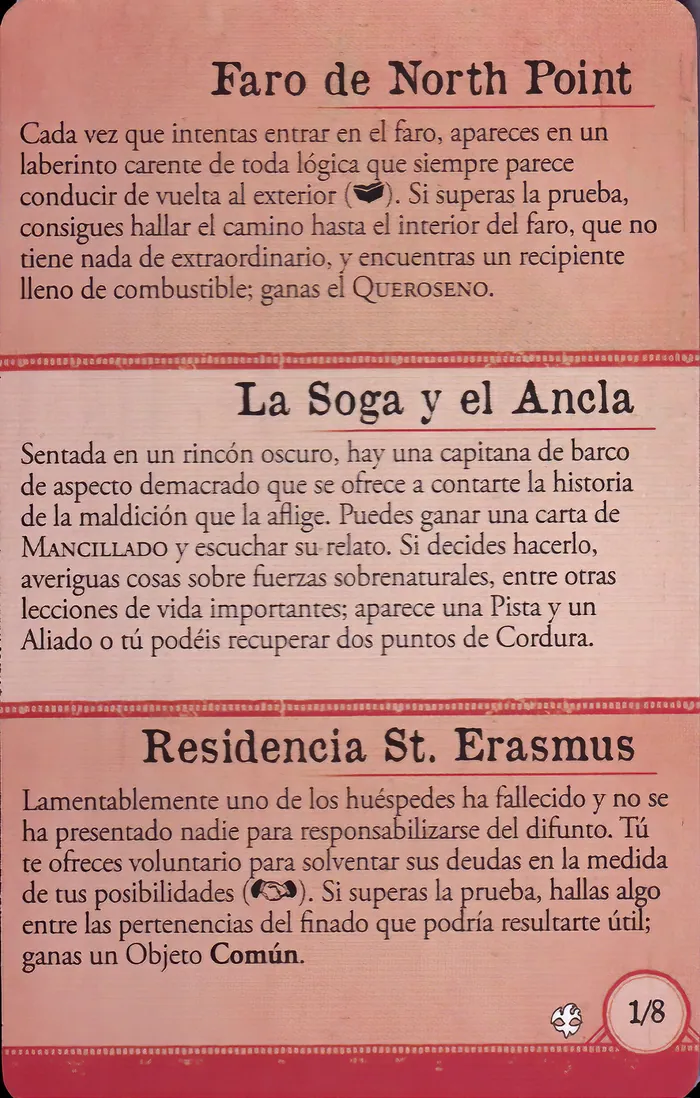 Faro de North Point
Cada vez que intentas entrar en el faro, apareces en un
laberinto carente de toda lógica que siempre parece
conducir de vuelta al exterior (). Si superas la prueba,
consigues hallar el camino hasta el interior del faro, que no
tiene nada de extraordinario, y encuentras un recipiente
lleno de combustible; ganas el QUEROSENO.
La Soga y el Ancla
Sentada en un rincón oscuro, hay una capitana de barco
de aspecto demacrado que se ofrece a contarte la historia
de la maldición que la aflige. Puedes ganar una carta de
MANCILLADO y escuchar su relato. Si decides hacerlo,
averiguas cosas sobre fuerzas sobrenaturales, entre otras
lecciones de vida importantes; aparece una Pista y un
Aliado o tú podéis recuperar dos puntos de Cordura.
Residencia St. Erasmus
Lamentablemente uno de los huéspedes ha fallecido y no se
ha presentado nadie para responsabilizarse del difunto. Tú
te ofreces voluntario para solventar sus deudas en la medida
de tus posibilidades (). Si superas la prueba, hallas algo
entre las pertenencias del finado que podría resultarte útil;
ganas un Objeto Común.
1/8